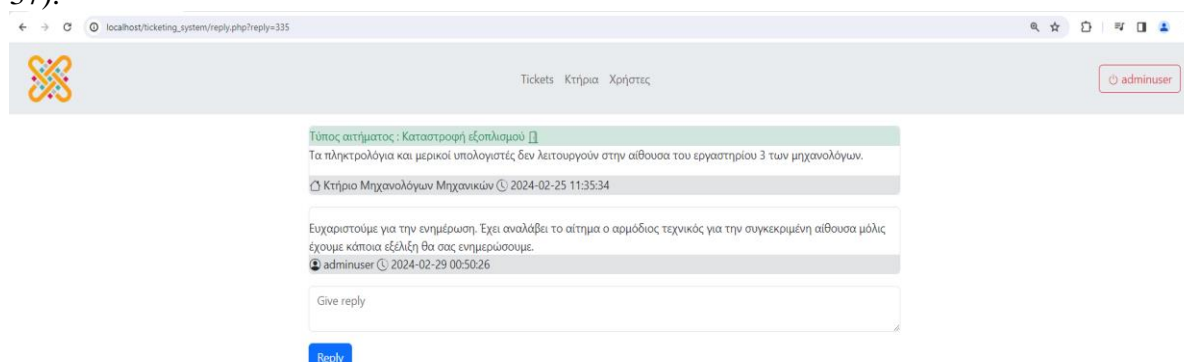 37).
localhost/ticketing_system/reply.php?reply=335
Tickets Κτήρια Χρήστες
adminuser
Τύπος αιτήματος : Καταστροφή εξοπλισμού
Τα πληκτρολόγια και μερικοί υπολογιστές δεν λειτουργούν στην αίθουσα του εργαστηρίου 3 των μηχανολόγων.
Κτήριο Μηχανολόγων Μηχανικών 2024-02-25 11:35:34
Ευχαριστούμε για την ενημέρωση. Έχει αναλάβει το αίτημα ο αρμόδιος τεχνικός για την συγκεκριμένη αίθουσα μόλις
έχουμε κάποια εξέλιξη θα σας ενημερώσουμε.
adminuser 2024-02-29 00:50:26
Give reply
Reply